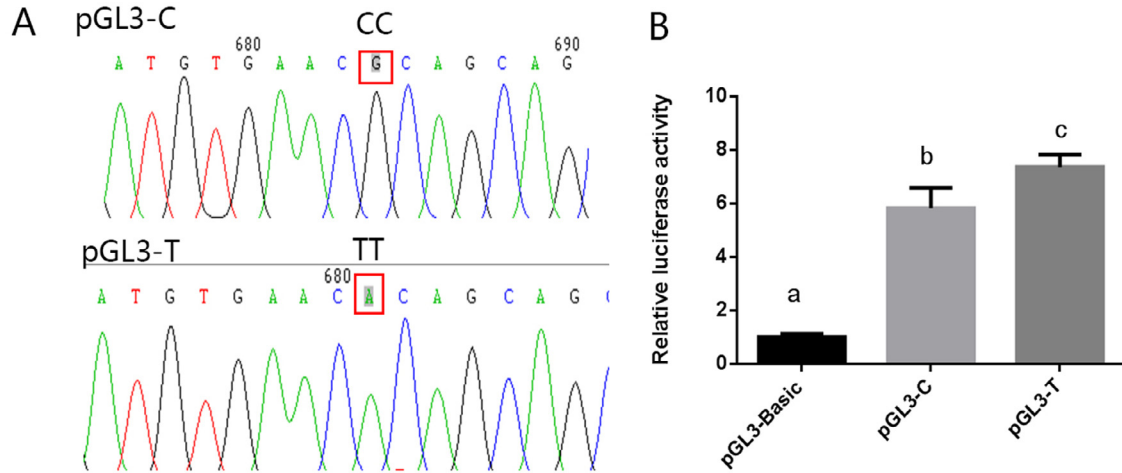 A
pGL3-C
CC
680
690
A T G T G A A C G C A G C A G
pGL3-T
TT
680
A T G T G A A C A C A G C A G
B
Relative luciferase activity
10
8
6
4
2
0
a
b
c
pGL3-Basic
pGL3-C
pGL3-T